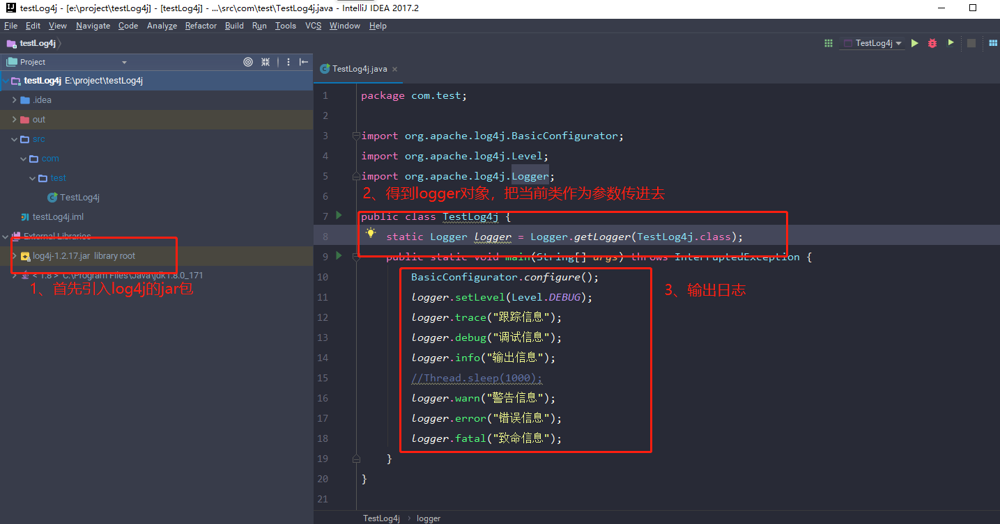 testLog4j - [e:\project\testLog4j] - [testLog4j] - ...\src\com\test\TestLog4j.java - IntelliJ IDEA 2017.2
File Edit View Navigate Code Analyze Refactor Build Run Tools VCS Window Help
testLog4j
TestLog4j
Project
testLog4j E:\project\testLog4j
.idea
out
src
com
test
TestLog4j
testLog4j.iml
External Libraries
log4j-1.2.17.jar library root
< 1.8 > C:\Program Files\Java\jdk1.8.0_171
1、首先引入log4j的jar包
TestLog4j.java
1 package com.test;
2
3 import org.apache.log4j.BasicConfigurator;
4 import org.apache.log4j.Level;
5 import org.apache.log4j.Logger;
2、得到logger对象，把当前类作为参数传进去
6
7 public class TestLog4j {
8 static Logger logger = Logger.getLogger(TestLog4j.class);
9 public static void main(String[] args) throws InterruptedException {
10 BasicConfigurator.configure();
11 logger.setLevel(Level.DEBUG);
3、输出日志
12 logger.trace("跟踪信息");
13 logger.debug("调试信息");
14 logger.info("输出信息");
15 //Thread.sleep(1000);
16 logger.warn("警告信息");
17 logger.error("错误信息");
18 logger.fatal("致命信息");
19 }
20 }
21
TestLog4j › logger